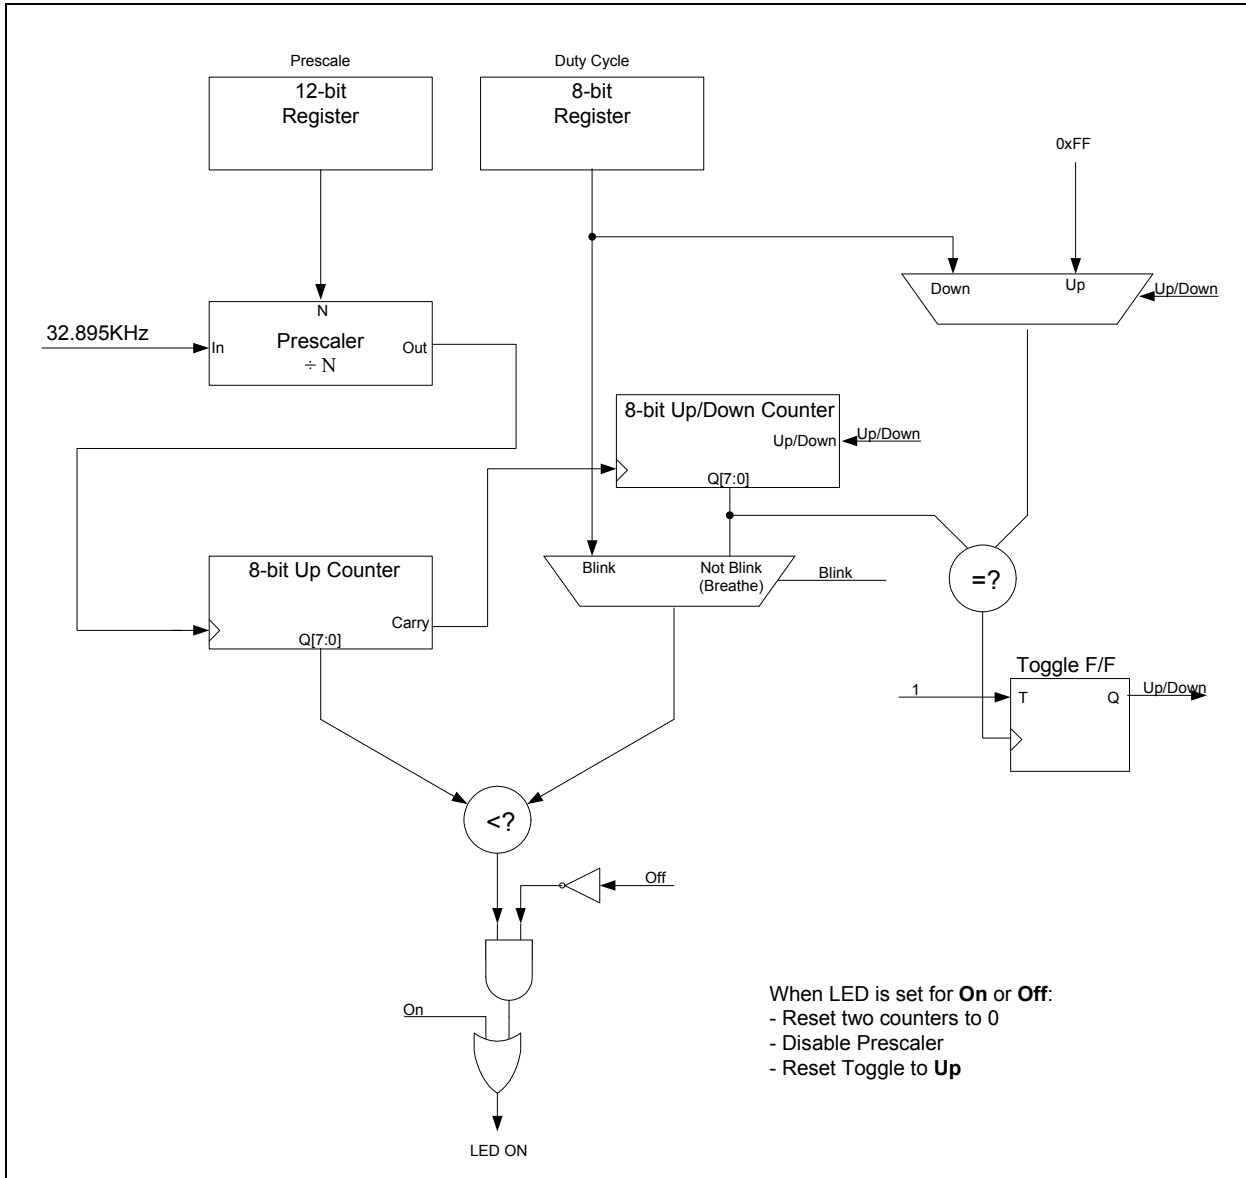 Prescale
12-bit
Register
Duty Cycle
8-bit
Register
0xFF
Down
Up
Up/Down
32.895KHz
In
N
Prescaler
÷ N
Out
8-bit Up/Down Counter
Up/Down
Up/Down
Q[7:0]
8-bit Up Counter
Carry
Q[7:0]
Blink
Not Blink
(Breathe)
Blink
=?
Toggle F/F
1
T
Q
Up/Down
<?
Off
On
LED ON
When LED is set for On or Off:
- Reset two counters to 0
- Disable Prescaler
- Reset Toggle to Up